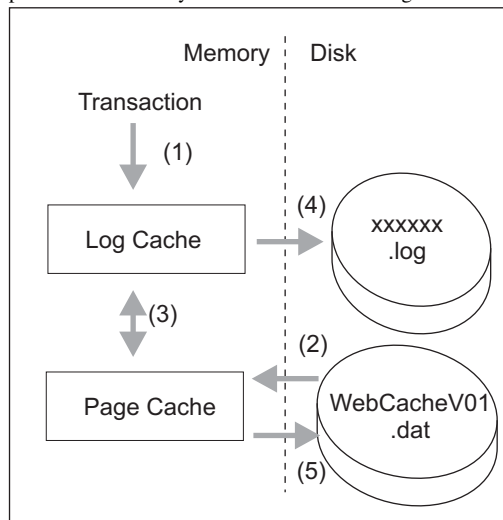 Memory
Disk
Transaction
(1)
(4)
Log Cache
xxxxxx
.log
(3)
(2)
Page Cache
WebCacheV01
.dat
(5)